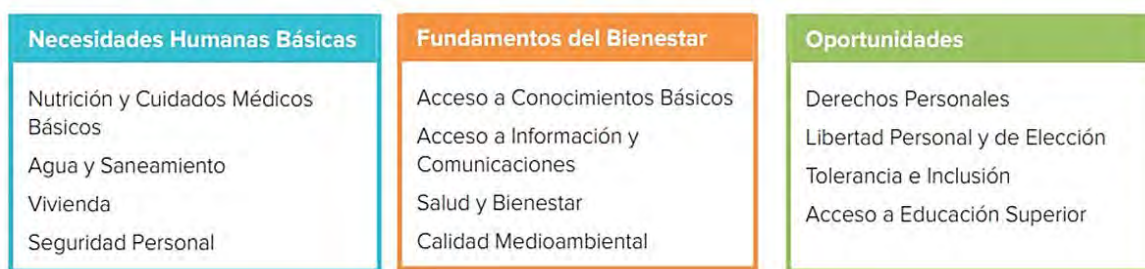 Necesidades Humanas Básicas
Nutrición y Cuidados Médicos
Básicos
Agua y Saneamiento
Vivienda
Seguridad Personal
Fundamentos del Bienestar
Acceso a Conocimientos Básicos
Acceso a Información y
Comunicaciones
Salud y Bienestar
Calidad Medioambiental
Oportunidades
Derechos Personales
Libertad Personal y de Elección
Tolerancia e Inclusión
Acceso a Educación Superior